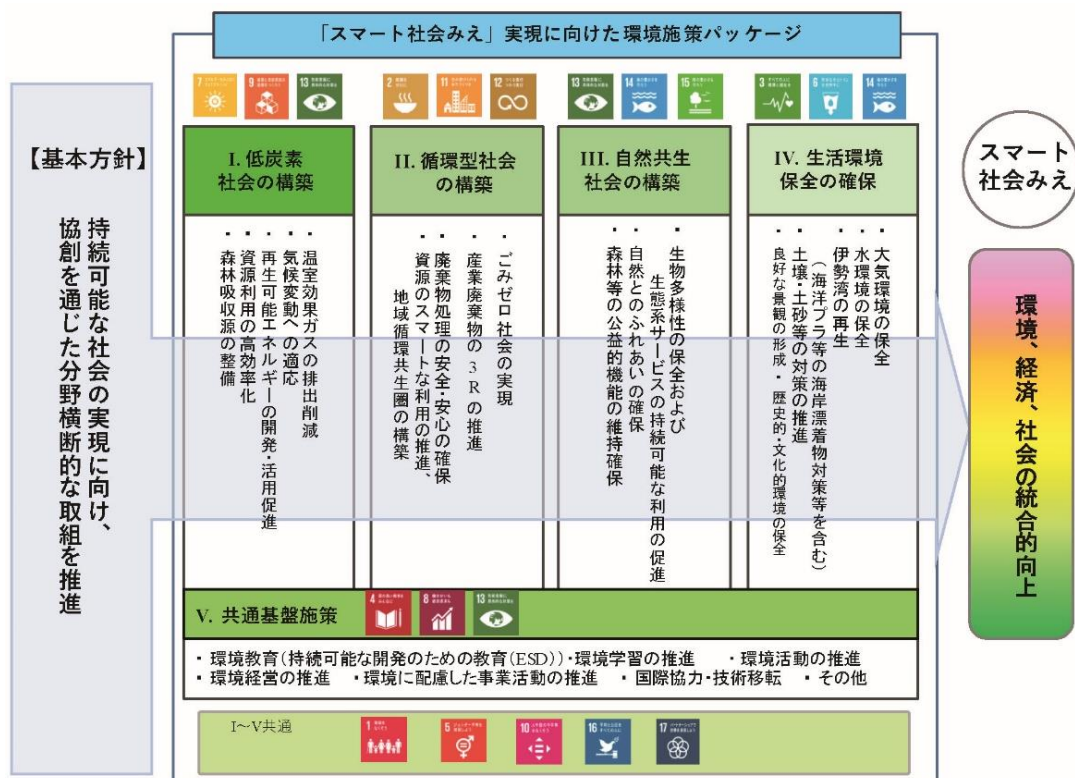 「スマート社会みえ」実現に向けた環境施策パッケージ
【基本方針】
持続可能な社会の実現に向け、
協創を通じた分野横断的な取組を推進
7
9
13
2
11
12
13
14
15
3
6
14
I. 低炭素
社会の構築
・温室効果ガスの排出削減
・気候変動への適応
・再生可能エネルギーの開発・活用促進
・資源利用の高効率化
・森林吸収源の整備
II. 循環型社会
の構築
・ごみゼロ社会の実現
・産業廃棄物の3Rの推進
・廃棄物処理の安全・安心の確保
・資源のスマートな利用の推進、
地域循環共生圏の構築
III. 自然共生
社会の構築
・生物多様性の保全および
生態系サービスの持続可能な利用の促進
・自然とのふれあいの確保
・森林等の公益的機能の維持確保
IV. 生活環境
保全の確保
・大気環境の保全
・水環境の保全
・伊勢湾の再生
（海洋プラ等の海岸漂着物対策等を含む）
・土壌・土砂等の対策の推進
・良好な景観の形成・歴史的・文化的環境の保全
V. 共通基盤施策
4
8
13
・環境教育(持続可能な開発のための教育(ESD))・環境学習の推進 ・環境活動の推進
・環境経営の推進 ・環境に配慮した事業活動の推進 ・国際協力・技術移転 ・その他
I～V共通
1
5
10
16
17
スマート
社会みえ
環境、経済、社会の統合的向上